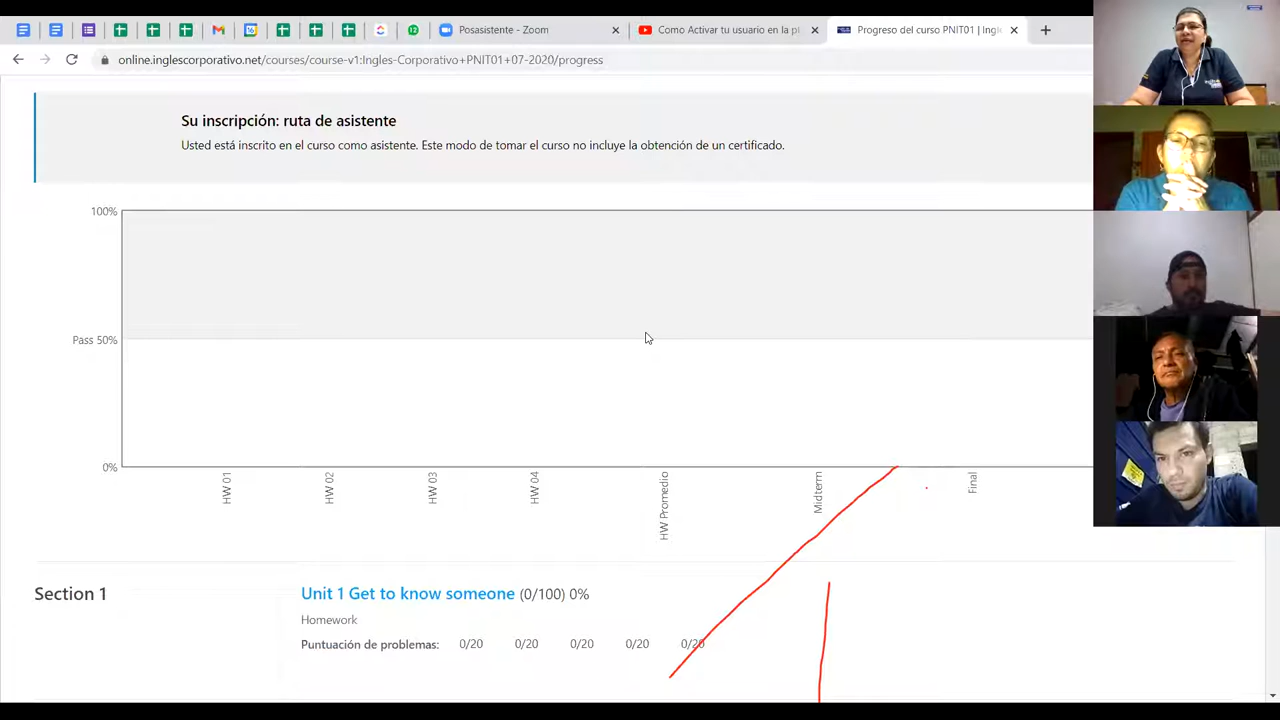 Posasistente - Zoom
Como Activar tu usuario en la pl
Progreso del curso PNIT01 | Ingle
online.inglescorporativo.net/courses/course-v1:Ingles-Corporativo+PNIT01+07-2020/progress
Su inscripción: ruta de asistente
Usted está inscrito en el curso como asistente. Este modo de tomar el curso no incluye la obtención de un certificado.
100%
Pass 50%
0%
HW 01
HW 02
HW 03
HW 04
HW Promedio
Midterm
Final
Section 1
Unit 1 Get to know someone (0/100) 0%
Homework
Puntuación de problemas: 0/20 0/20 0/20 0/20 0/20